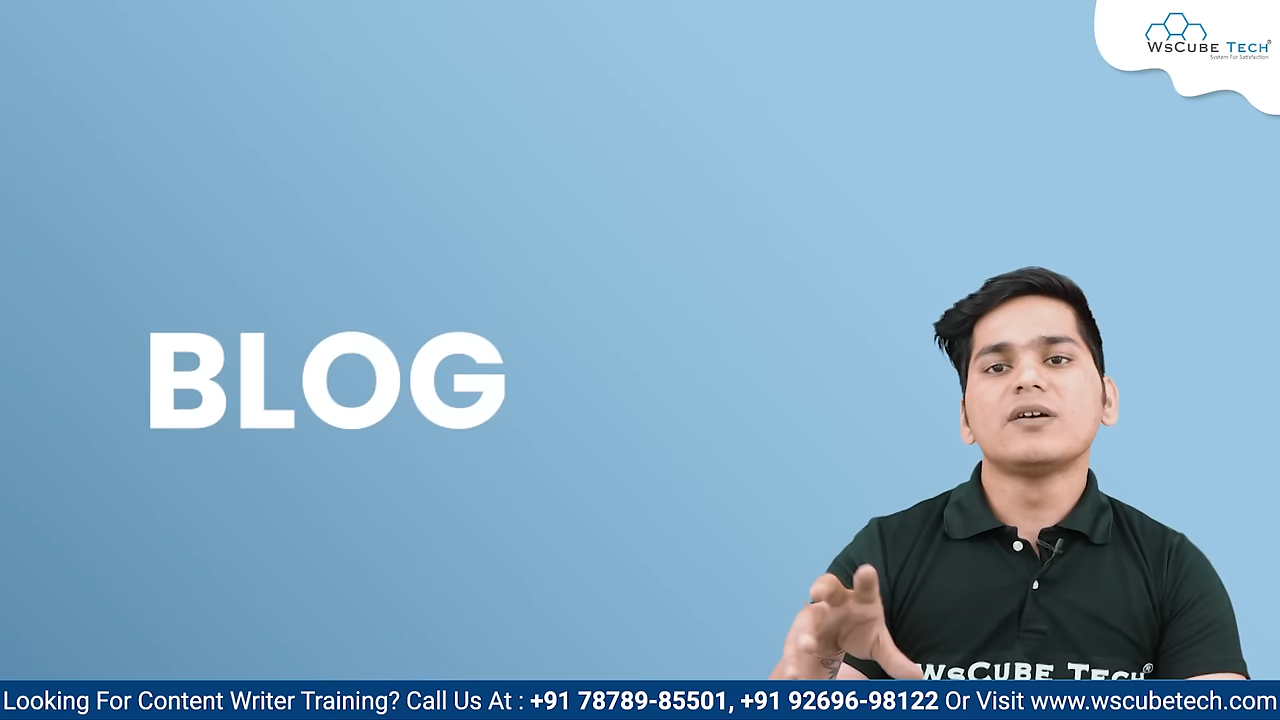 WsCube Tech®
System For Satisfaction
BLOG
WsCube Tech®
Looking For Content Writer Training? Call Us At : +91 78789-85501, +91 92696-98122 Or Visit www.wscubetech.com